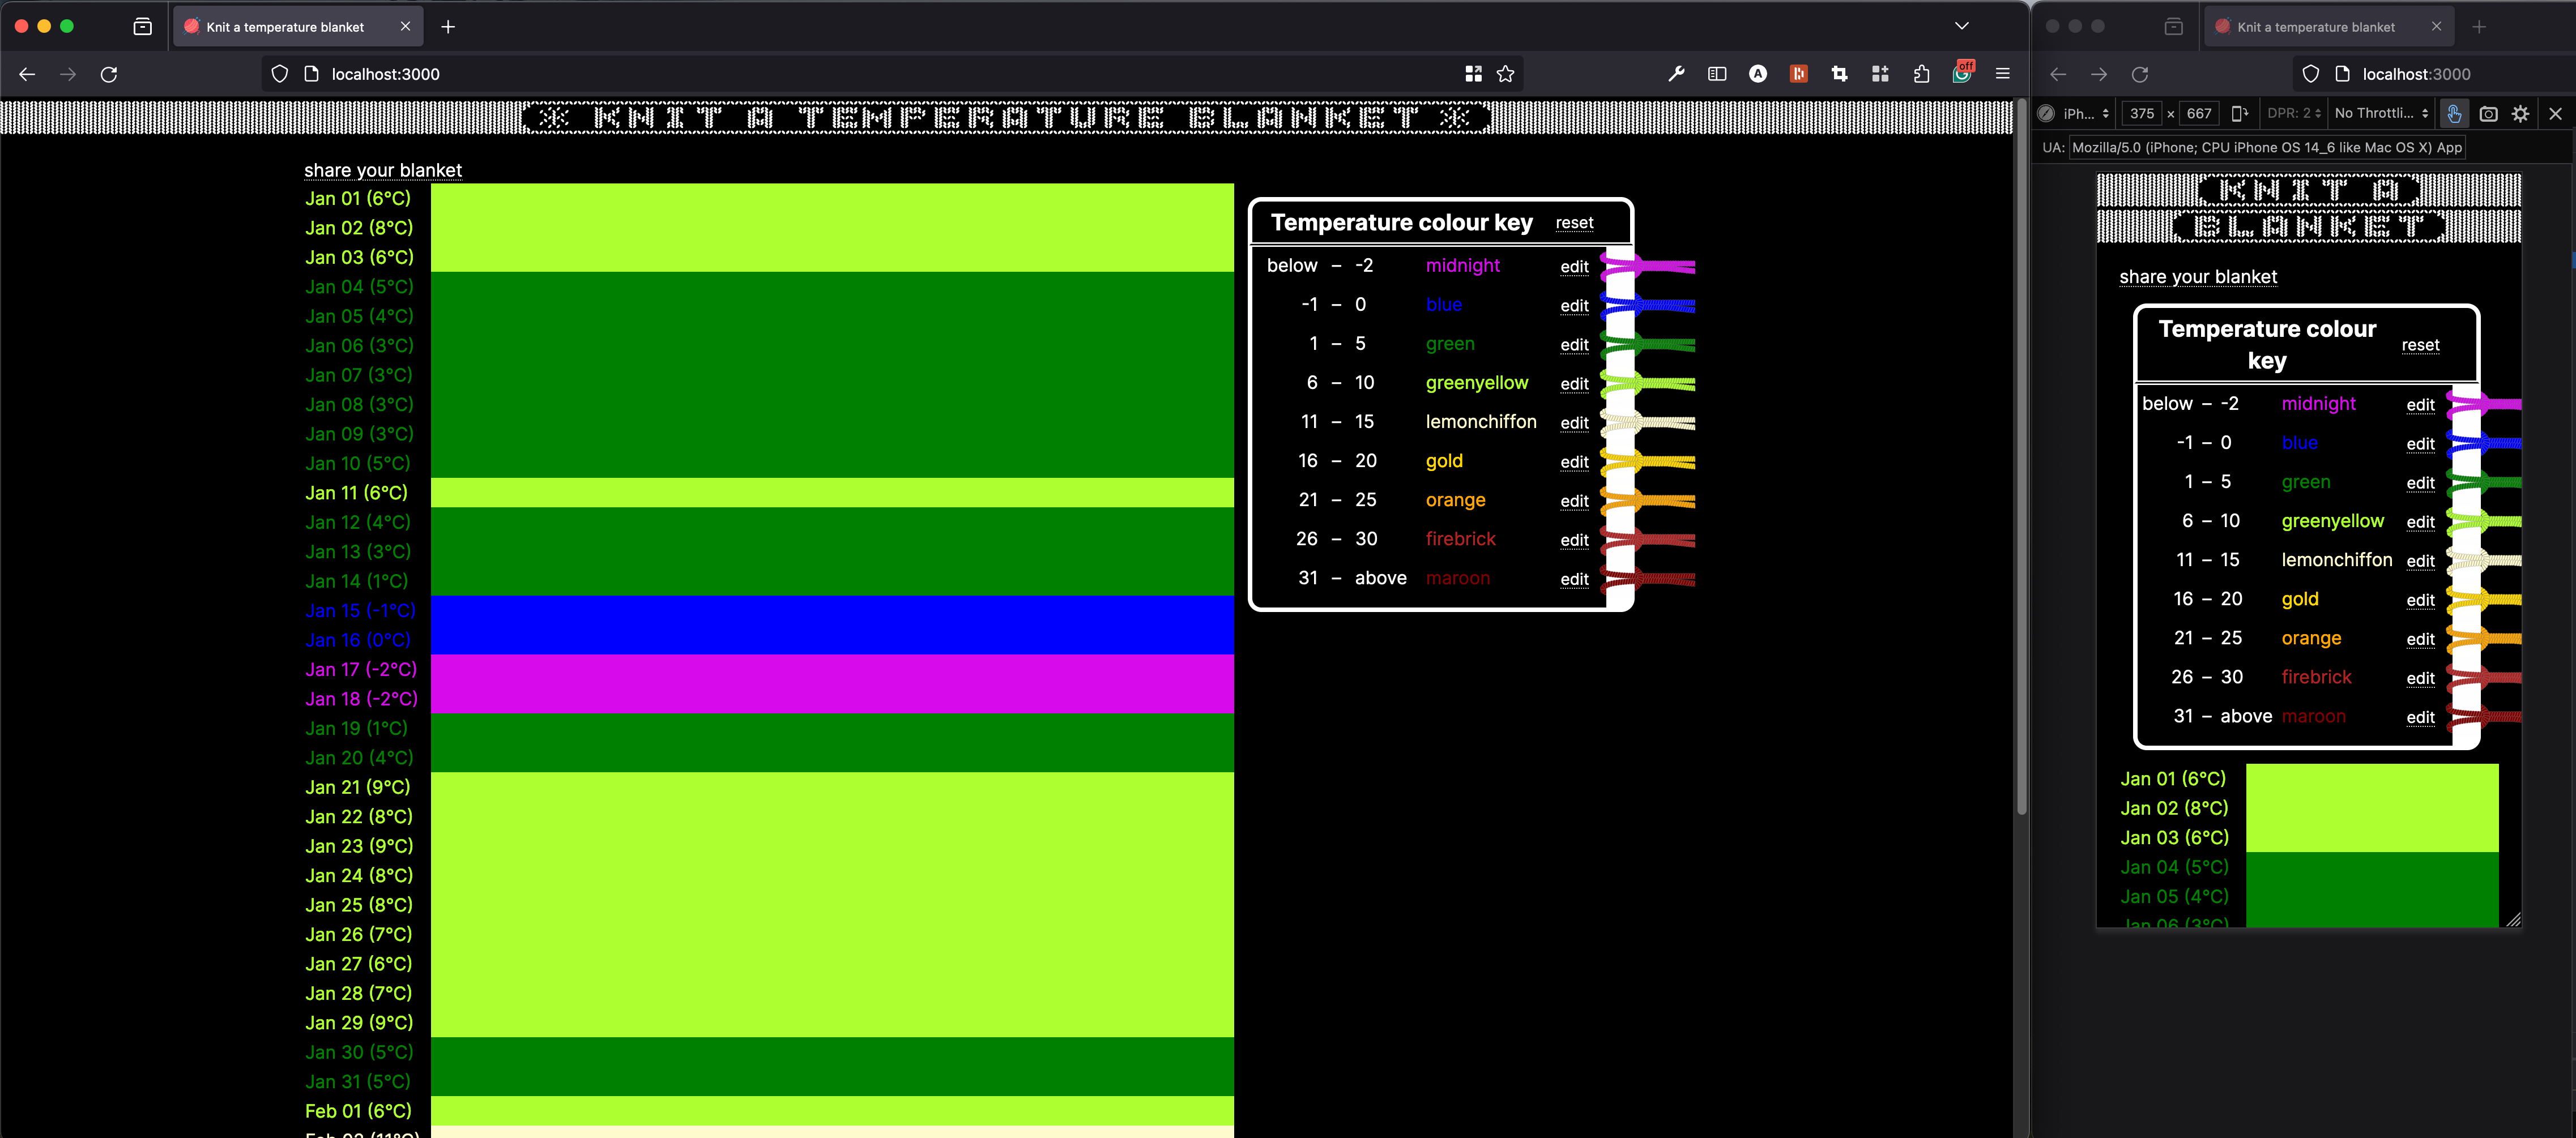 Knit a temperature blanket
localhost:3000
off
※ KNIT A TEMPERATURE BLANKET ※
share your blanket
Jan 01 (6°C)
Jan 02 (8°C)
Jan 03 (6°C)
Jan 04 (5°C)
Jan 05 (4°C)
Jan 06 (3°C)
Jan 07 (3°C)
Jan 08 (3°C)
Jan 09 (3°C)
Jan 10 (5°C)
Jan 11 (6°C)
Jan 12 (4°C)
Jan 13 (3°C)
Jan 14 (1°C)
Jan 15 (-1°C)
Jan 16 (0°C)
Jan 17 (-2°C)
Jan 18 (-2°C)
Jan 19 (1°C)
Jan 20 (4°C)
Jan 21 (9°C)
Jan 22 (8°C)
Jan 23 (9°C)
Jan 24 (8°C)
Jan 25 (8°C)
Jan 26 (7°C)
Jan 27 (6°C)
Jan 28 (7°C)
Jan 29 (9°C)
Jan 30 (5°C)
Jan 31 (5°C)
Feb 01 (6°C)
Feb 02 (11°C)
Temperature colour key reset
below – -2 midnight edit
-1 – 0 blue edit
1 – 5 green edit
6 – 10 greenyellow edit
11 – 15 lemonchiffon edit
16 – 20 gold edit
21 – 25 orange edit
26 – 30 firebrick edit
31 – above maroon edit
Knit a temperature blanket
localhost:3000
iPh... 375 × 667 DPR: 2 No Throttli...
UA: Mozilla/5.0 (iPhone; CPU iPhone OS 14_6 like Mac OS X) App
KNIT A
BLANKET
share your blanket
Temperature colour
key reset
below – -2 midnight edit
-1 – 0 blue edit
1 – 5 green edit
6 – 10 greenyellow edit
11 – 15 lemonchiffon edit
16 – 20 gold edit
21 – 25 orange edit
26 – 30 firebrick edit
31 – above maroon edit
Jan 01 (6°C)
Jan 02 (8°C)
Jan 03 (6°C)
Jan 04 (5°C)
Jan 05 (4°C)
Jan 06 (3°C)